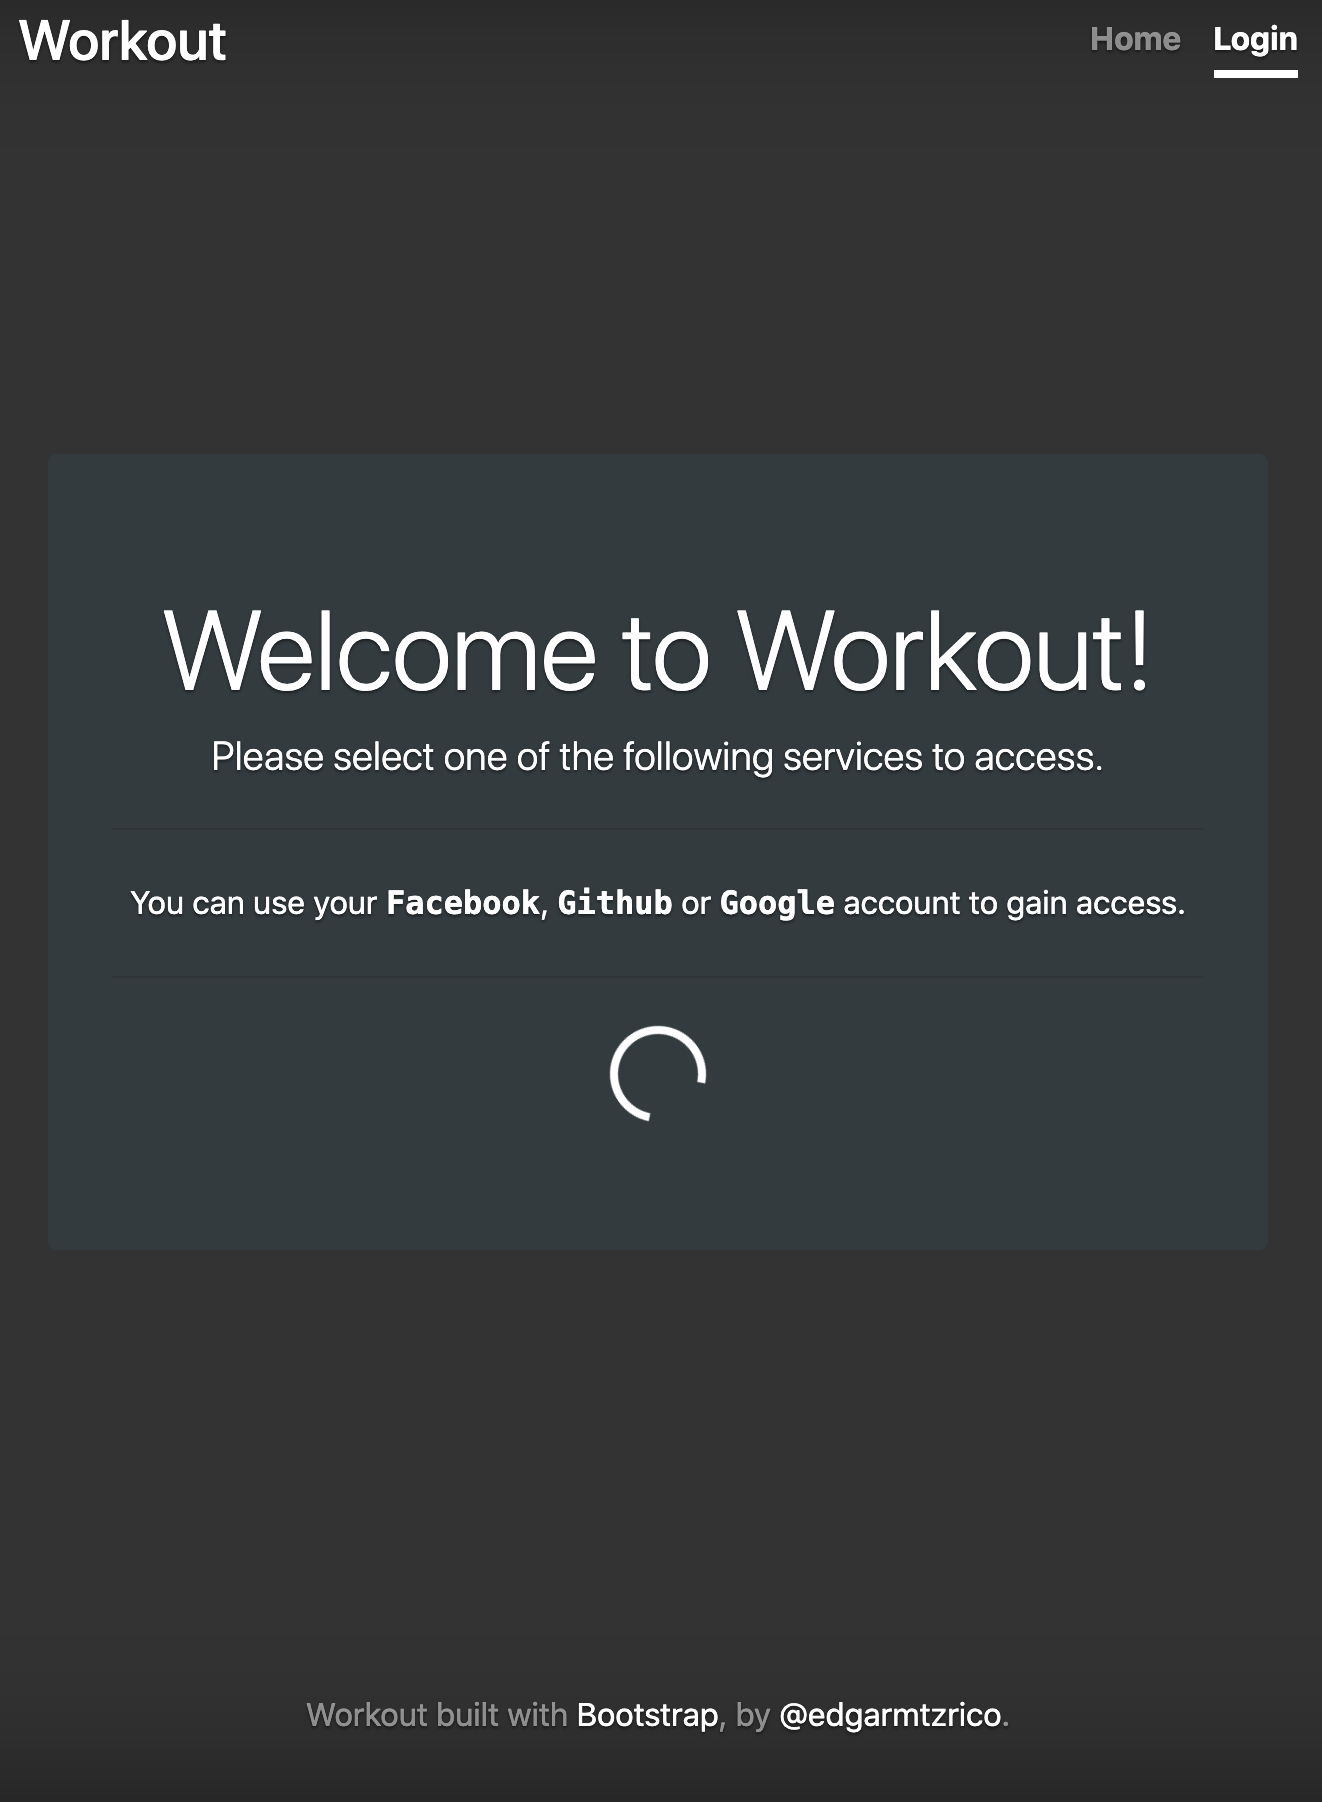 Workout
Home Login
Welcome to Workout!
Please select one of the following services to access.
You can use your Facebook, Github or Google account to gain access.
Workout built with Bootstrap, by @edgarmtzrico.